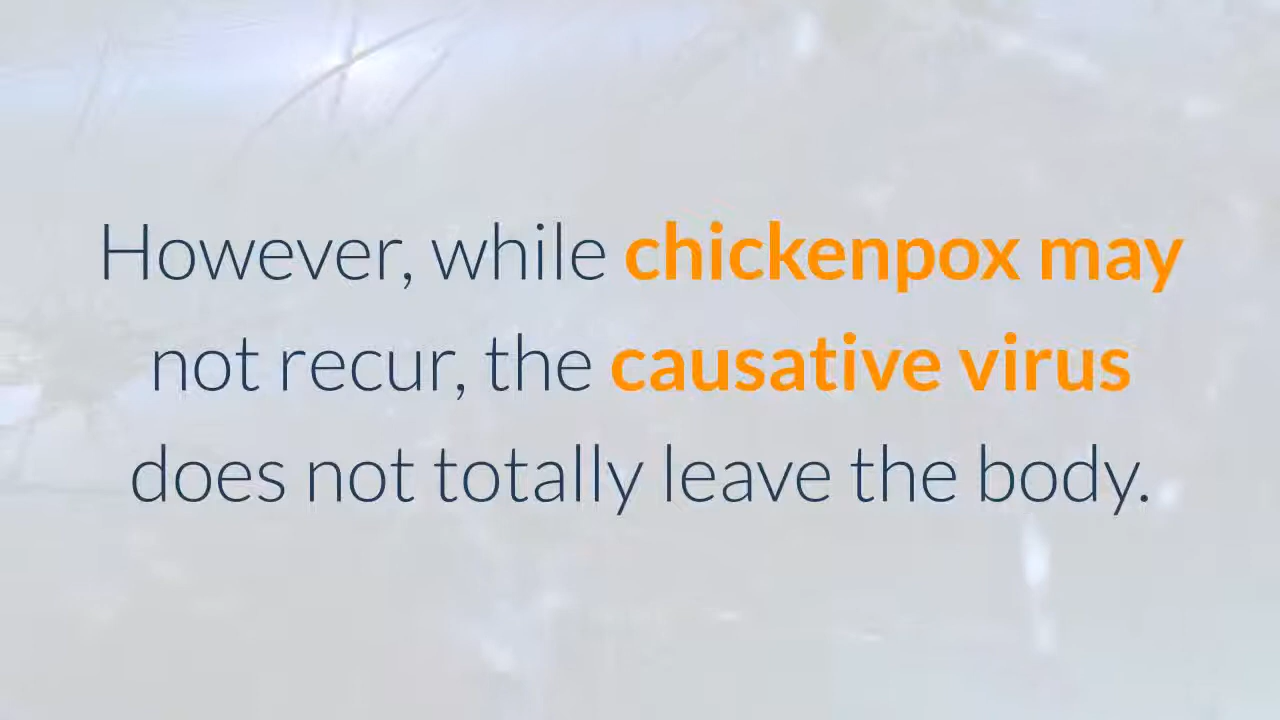 However, while chickenpox may
not recur, the causative virus
does not totally leave the body.